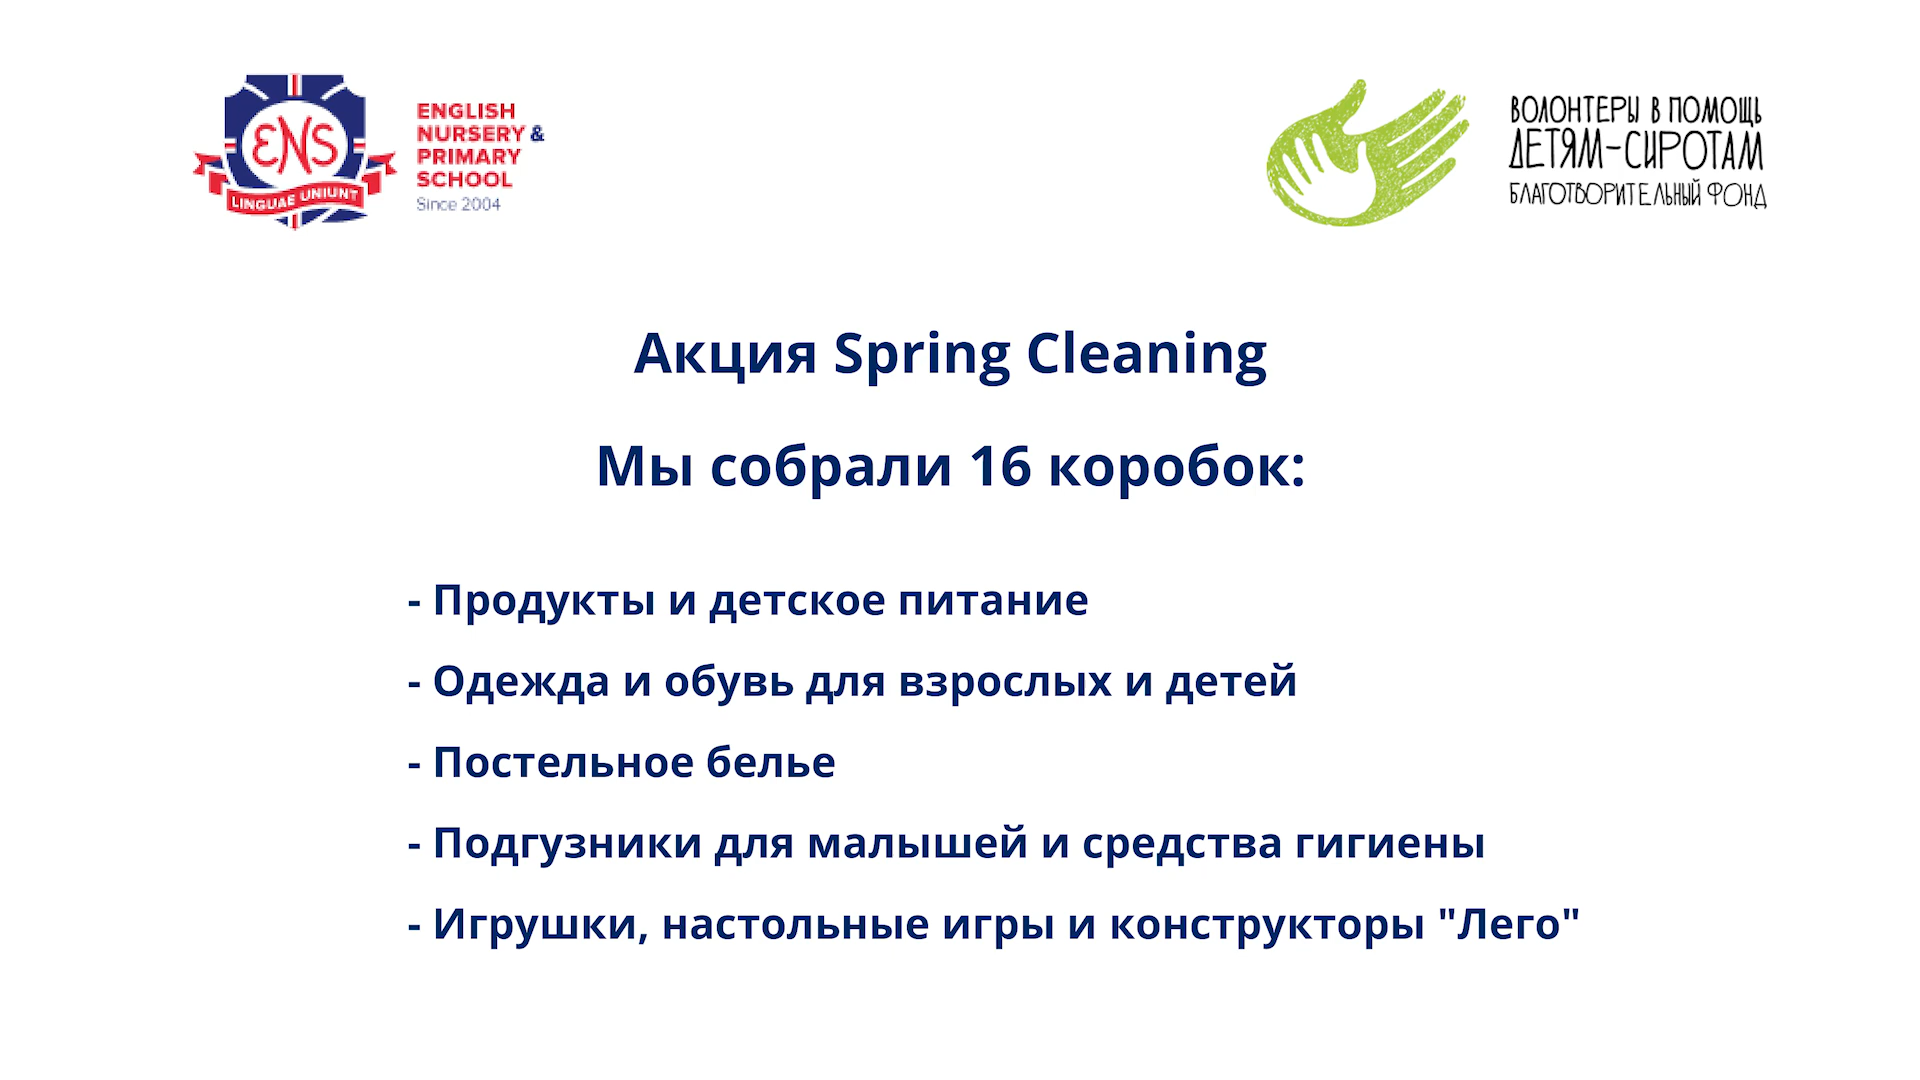 ENS
LINGUAE UNIUNT
ENGLISH
NURSERY &
PRIMARY
SCHOOL
Since 2004
ВОЛОНТЕРЫ В ПОМОЩЬ
ДЕТЯМ-СИРОТАМ
БЛАГОТВОРИТЕЛЬНЫЙ ФОНД
Акция Spring Cleaning
Мы собрали 16 коробок:
- Продукты и детское питание
- Одежда и обувь для взрослых и детей
- Постельное белье
- Подгузники для малышей и средства гигиены
- Игрушки, настольные игры и конструкторы "Лего"